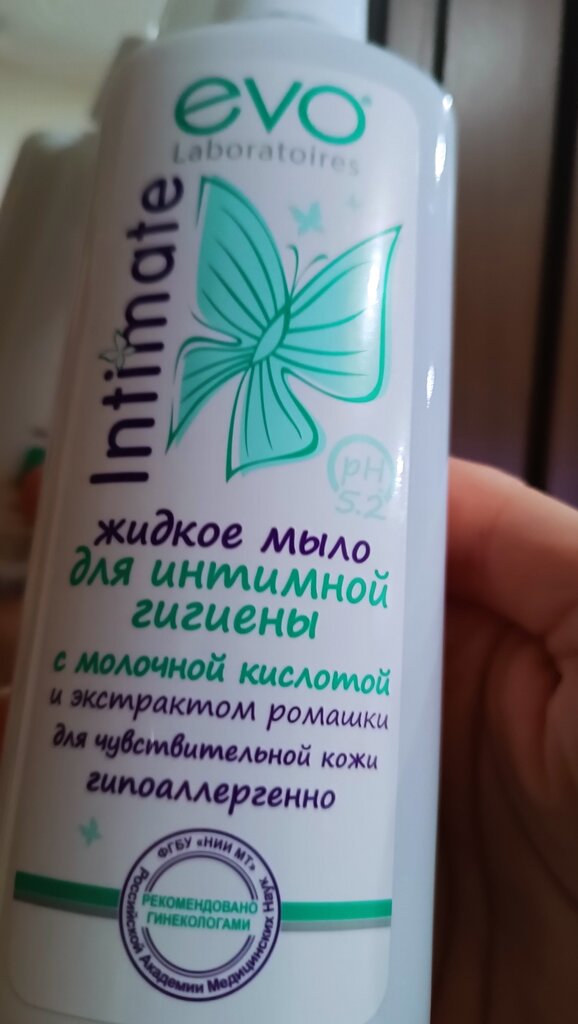 evo®
Laboratoires
Intimate
pH
5.2
жидкое мыло
для интимной
гигиены
с молочной кислотой
и экстрактом ромашки
для чувствительной кожи
гипоаллергенно
ФГБУ «НИИ МТ»
РЕКОМЕНДОВАНО
ГИНЕКОЛОГАМИ
Российской Академии Медицинских Наук